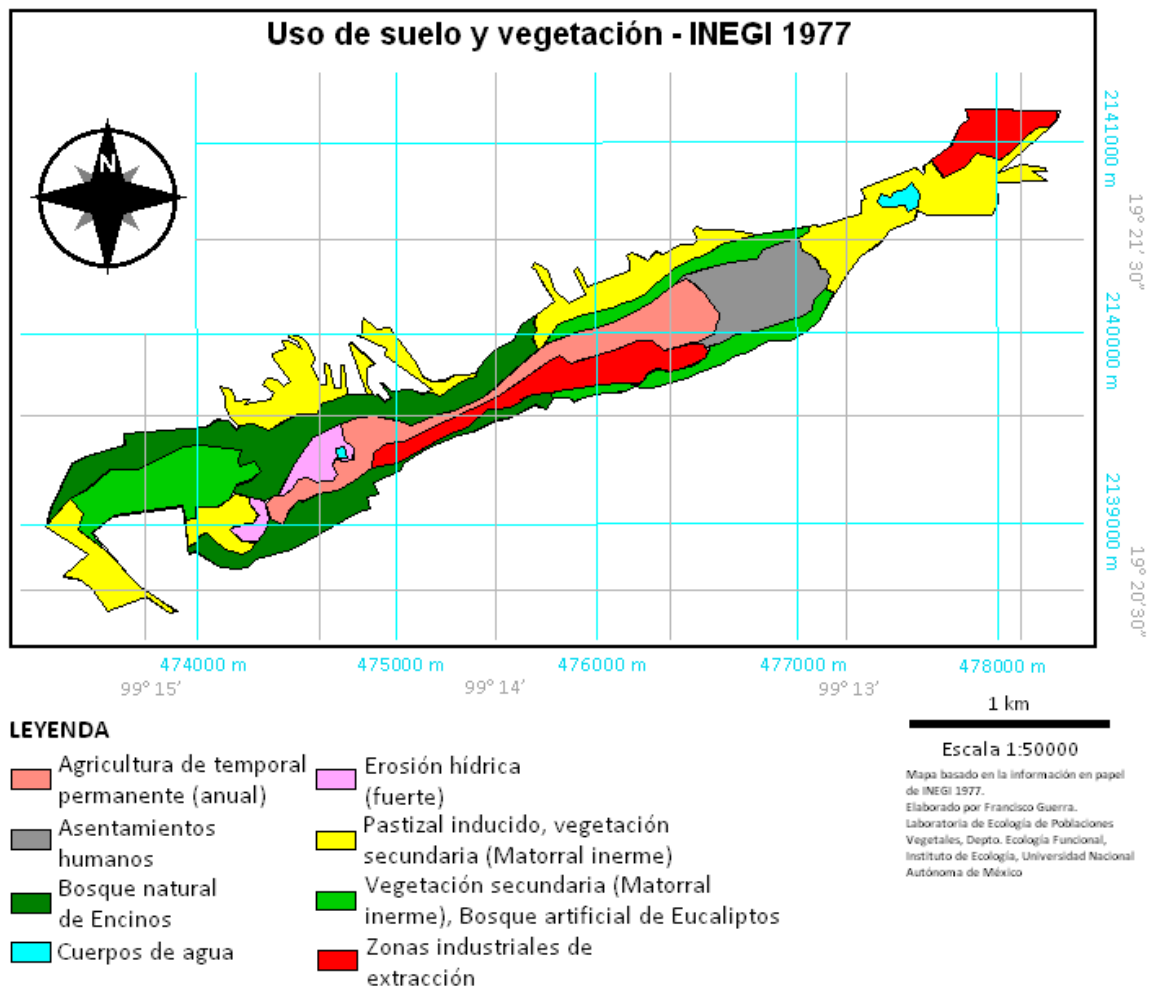 Uso de suelo y vegetación - INEGI 1977
N
2141000 m
19° 21' 30”
2140000 m
2139000 m
19° 20'30”
474000 m
475000 m
476000 m
477000 m
478000 m
99° 15'
99° 14'
99° 13'
1 km
Escala 1:50000
Mapa basado en la información en papel
de INEGI 1977.
Elaborado por Francisco Guerra.
Laboratoria de Ecología de Poblaciones
Vegetales, Depto. Ecología Funcional,
Instituto de Ecología, Universidad Nacional
Autónoma de México
LEYENDA
Agricultura de temporal
permanente (anual)
Asentamientos
humanos
Bosque natural
de Encinos
Cuerpos de agua
Erosión hídrica
(fuerte)
Pastizal inducido, vegetación
secundaria (Matorral inerme)
Vegetación secundaria (Matorral
inerme), Bosque artificial de Eucaliptos
Zonas industriales de
extracción